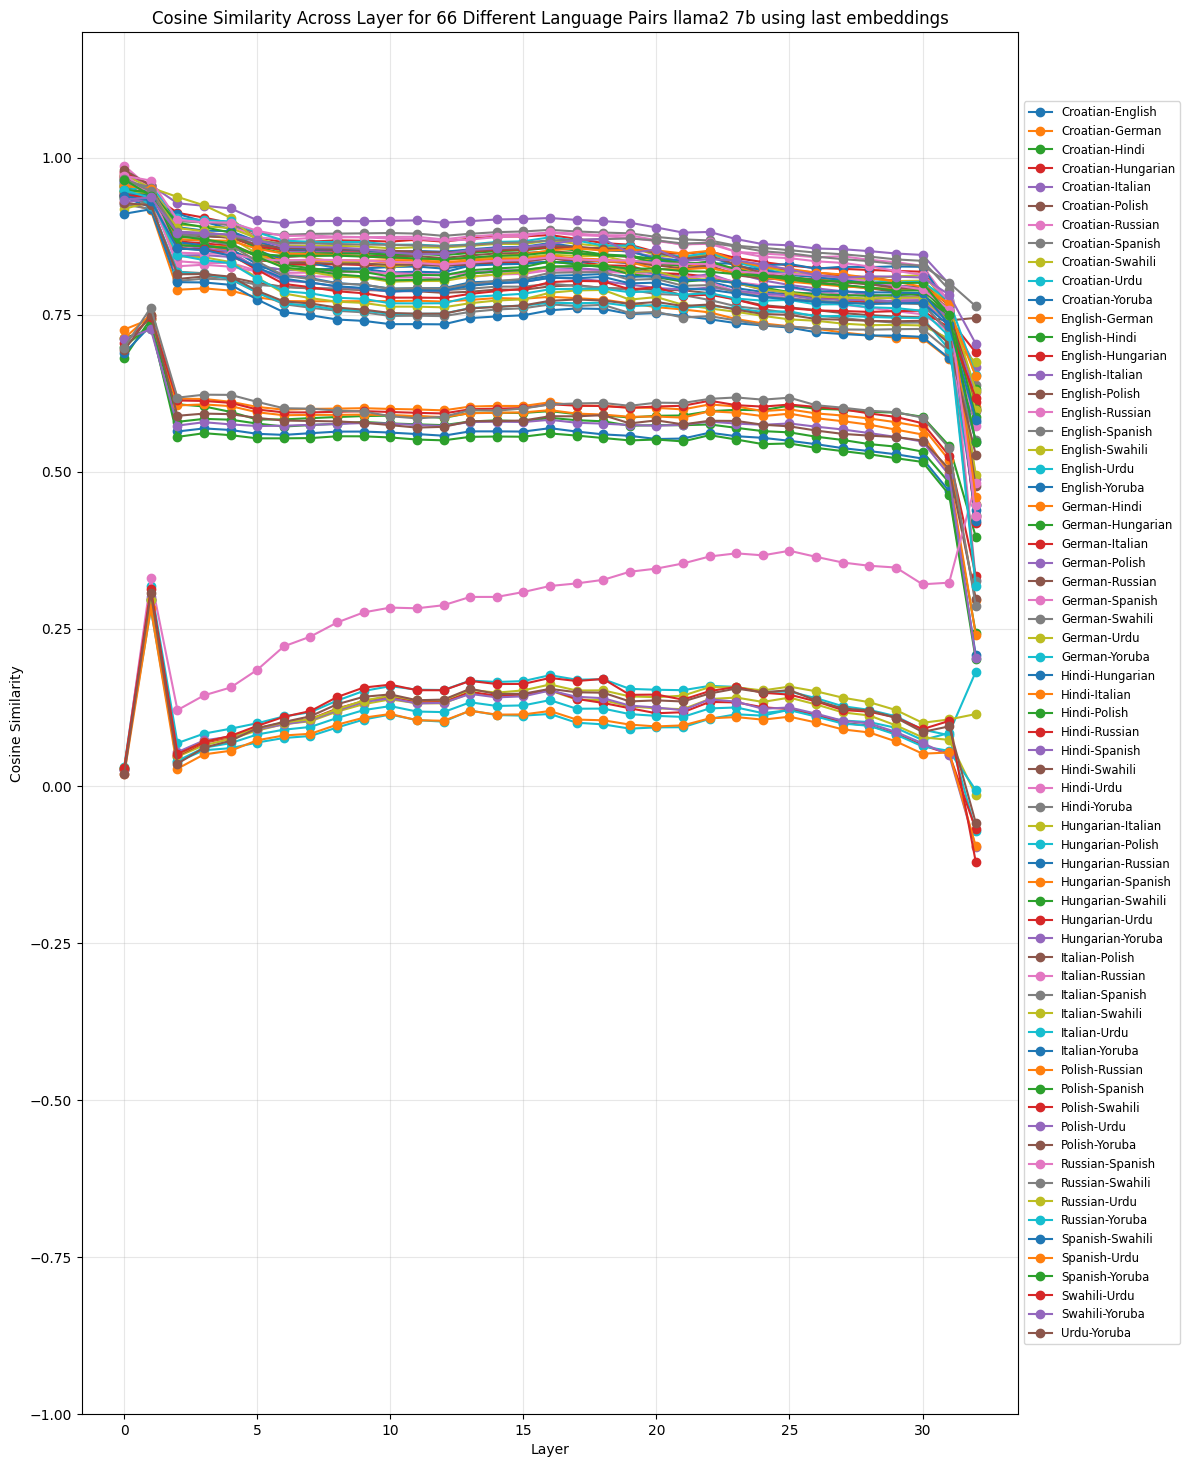 Cosine Similarity Across Layer for 66 Different Language Pairs llama2 7b using last embeddings
1.00
0.75
0.50
0.25
0.00
−0.25
−0.50
−0.75
−1.00
Cosine Similarity
0 5 10 15 20 25 30
Layer
Croatian-English
Croatian-German
Croatian-Hindi
Croatian-Hungarian
Croatian-Italian
Croatian-Polish
Croatian-Russian
Croatian-Spanish
Croatian-Swahili
Croatian-Urdu
Croatian-Yoruba
English-German
English-Hindi
English-Hungarian
English-Italian
English-Polish
English-Russian
English-Spanish
English-Swahili
English-Urdu
English-Yoruba
German-Hindi
German-Hungarian
German-Italian
German-Polish
German-Russian
German-Spanish
German-Swahili
German-Urdu
German-Yoruba
Hindi-Hungarian
Hindi-Italian
Hindi-Polish
Hindi-Russian
Hindi-Spanish
Hindi-Swahili
Hindi-Urdu
Hindi-Yoruba
Hungarian-Italian
Hungarian-Polish
Hungarian-Russian
Hungarian-Spanish
Hungarian-Swahili
Hungarian-Urdu
Hungarian-Yoruba
Italian-Polish
Italian-Russian
Italian-Spanish
Italian-Swahili
Italian-Urdu
Italian-Yoruba
Polish-Russian
Polish-Spanish
Polish-Swahili
Polish-Urdu
Polish-Yoruba
Russian-Spanish
Russian-Swahili
Russian-Urdu
Russian-Yoruba
Spanish-Swahili
Spanish-Urdu
Spanish-Yoruba
Swahili-Urdu
Swahili-Yoruba
Urdu-Yoruba